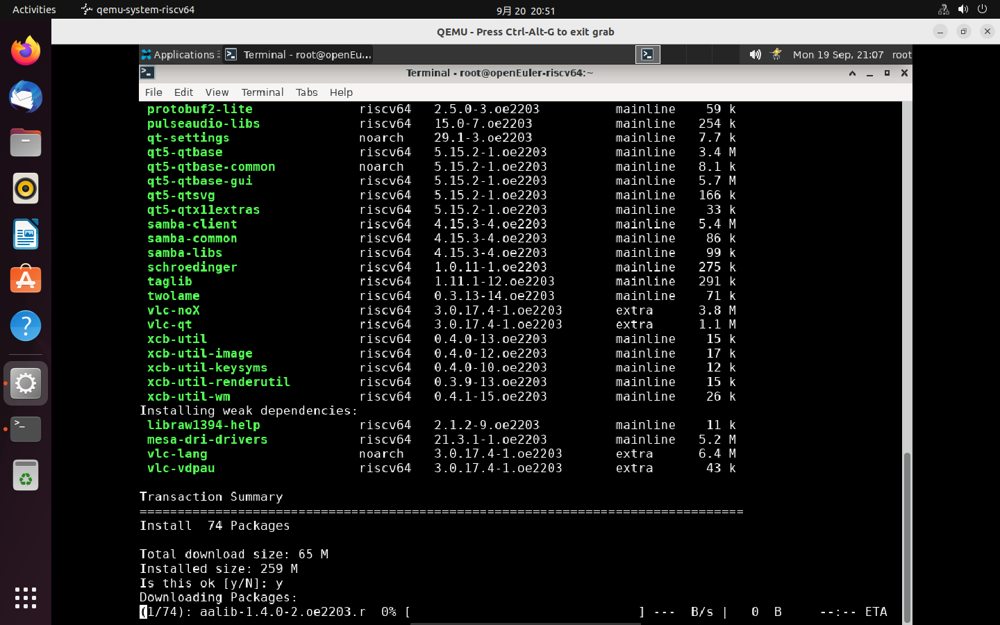 Activities
qemu-system-riscv64
9月 20 20:51
QEMU - Press Ctrl-Alt-G to exit grab
Applications
Terminal - root@openEu...
Mon 19 Sep, 21:07
root
Terminal - root@openEuler-riscv64:~
File Edit View Terminal Tabs Help
protobuf2-lite riscv64 2.5.0-3.oe2203 mainline 59 k
pulseaudio-libs riscv64 15.0-7.oe2203 mainline 254 k
qt-settings noarch 29.1-3.oe2203 mainline 7.7 k
qt5-qtbase riscv64 5.15.2-1.oe2203 mainline 3.4 M
qt5-qtbase-common noarch 5.15.2-1.oe2203 mainline 8.1 k
qt5-qtbase-gui riscv64 5.15.2-1.oe2203 mainline 5.7 M
qt5-qtsvg riscv64 5.15.2-1.oe2203 mainline 166 k
qt5-qtx11extras riscv64 5.15.2-1.oe2203 mainline 33 k
samba-client riscv64 4.15.3-4.oe2203 mainline 5.4 M
samba-common riscv64 4.15.3-4.oe2203 mainline 86 k
samba-libs riscv64 4.15.3-4.oe2203 mainline 99 k
schroedinger riscv64 1.0.11-1.oe2203 mainline 275 k
taglib riscv64 1.11.1-12.oe2203 mainline 291 k
twolame riscv64 0.3.13-14.oe2203 mainline 71 k
vlc-noX riscv64 3.0.17.4-1.oe2203 extra 3.8 M
vlc-qt riscv64 3.0.17.4-1.oe2203 extra 1.1 M
xcb-util riscv64 0.4.0-13.oe2203 mainline 15 k
xcb-util-image riscv64 0.4.0-12.oe2203 mainline 17 k
xcb-util-keysyms riscv64 0.4.0-10.oe2203 mainline 12 k
xcb-util-renderutil riscv64 0.3.9-13.oe2203 mainline 15 k
xcb-util-wm riscv64 0.4.1-15.oe2203 mainline 26 k
Installing weak dependencies:
libraw1394-help riscv64 2.1.2-9.oe2203 mainline 11 k
mesa-dri-drivers riscv64 21.3.1-1.oe2203 mainline 5.2 M
vlc-lang noarch 3.0.17.4-1.oe2203 extra 6.4 M
vlc-vdpau riscv64 3.0.17.4-1.oe2203 extra 43 k
Transaction Summary
================================================================================
Install 74 Packages
Total download size: 65 M
Installed size: 259 M
Is this ok [y/N]: y
Downloading Packages:
(1/74): aalib-1.4.0-2.oe2203.r 0% [ ] --- B/s | 0 B --:-- ETA